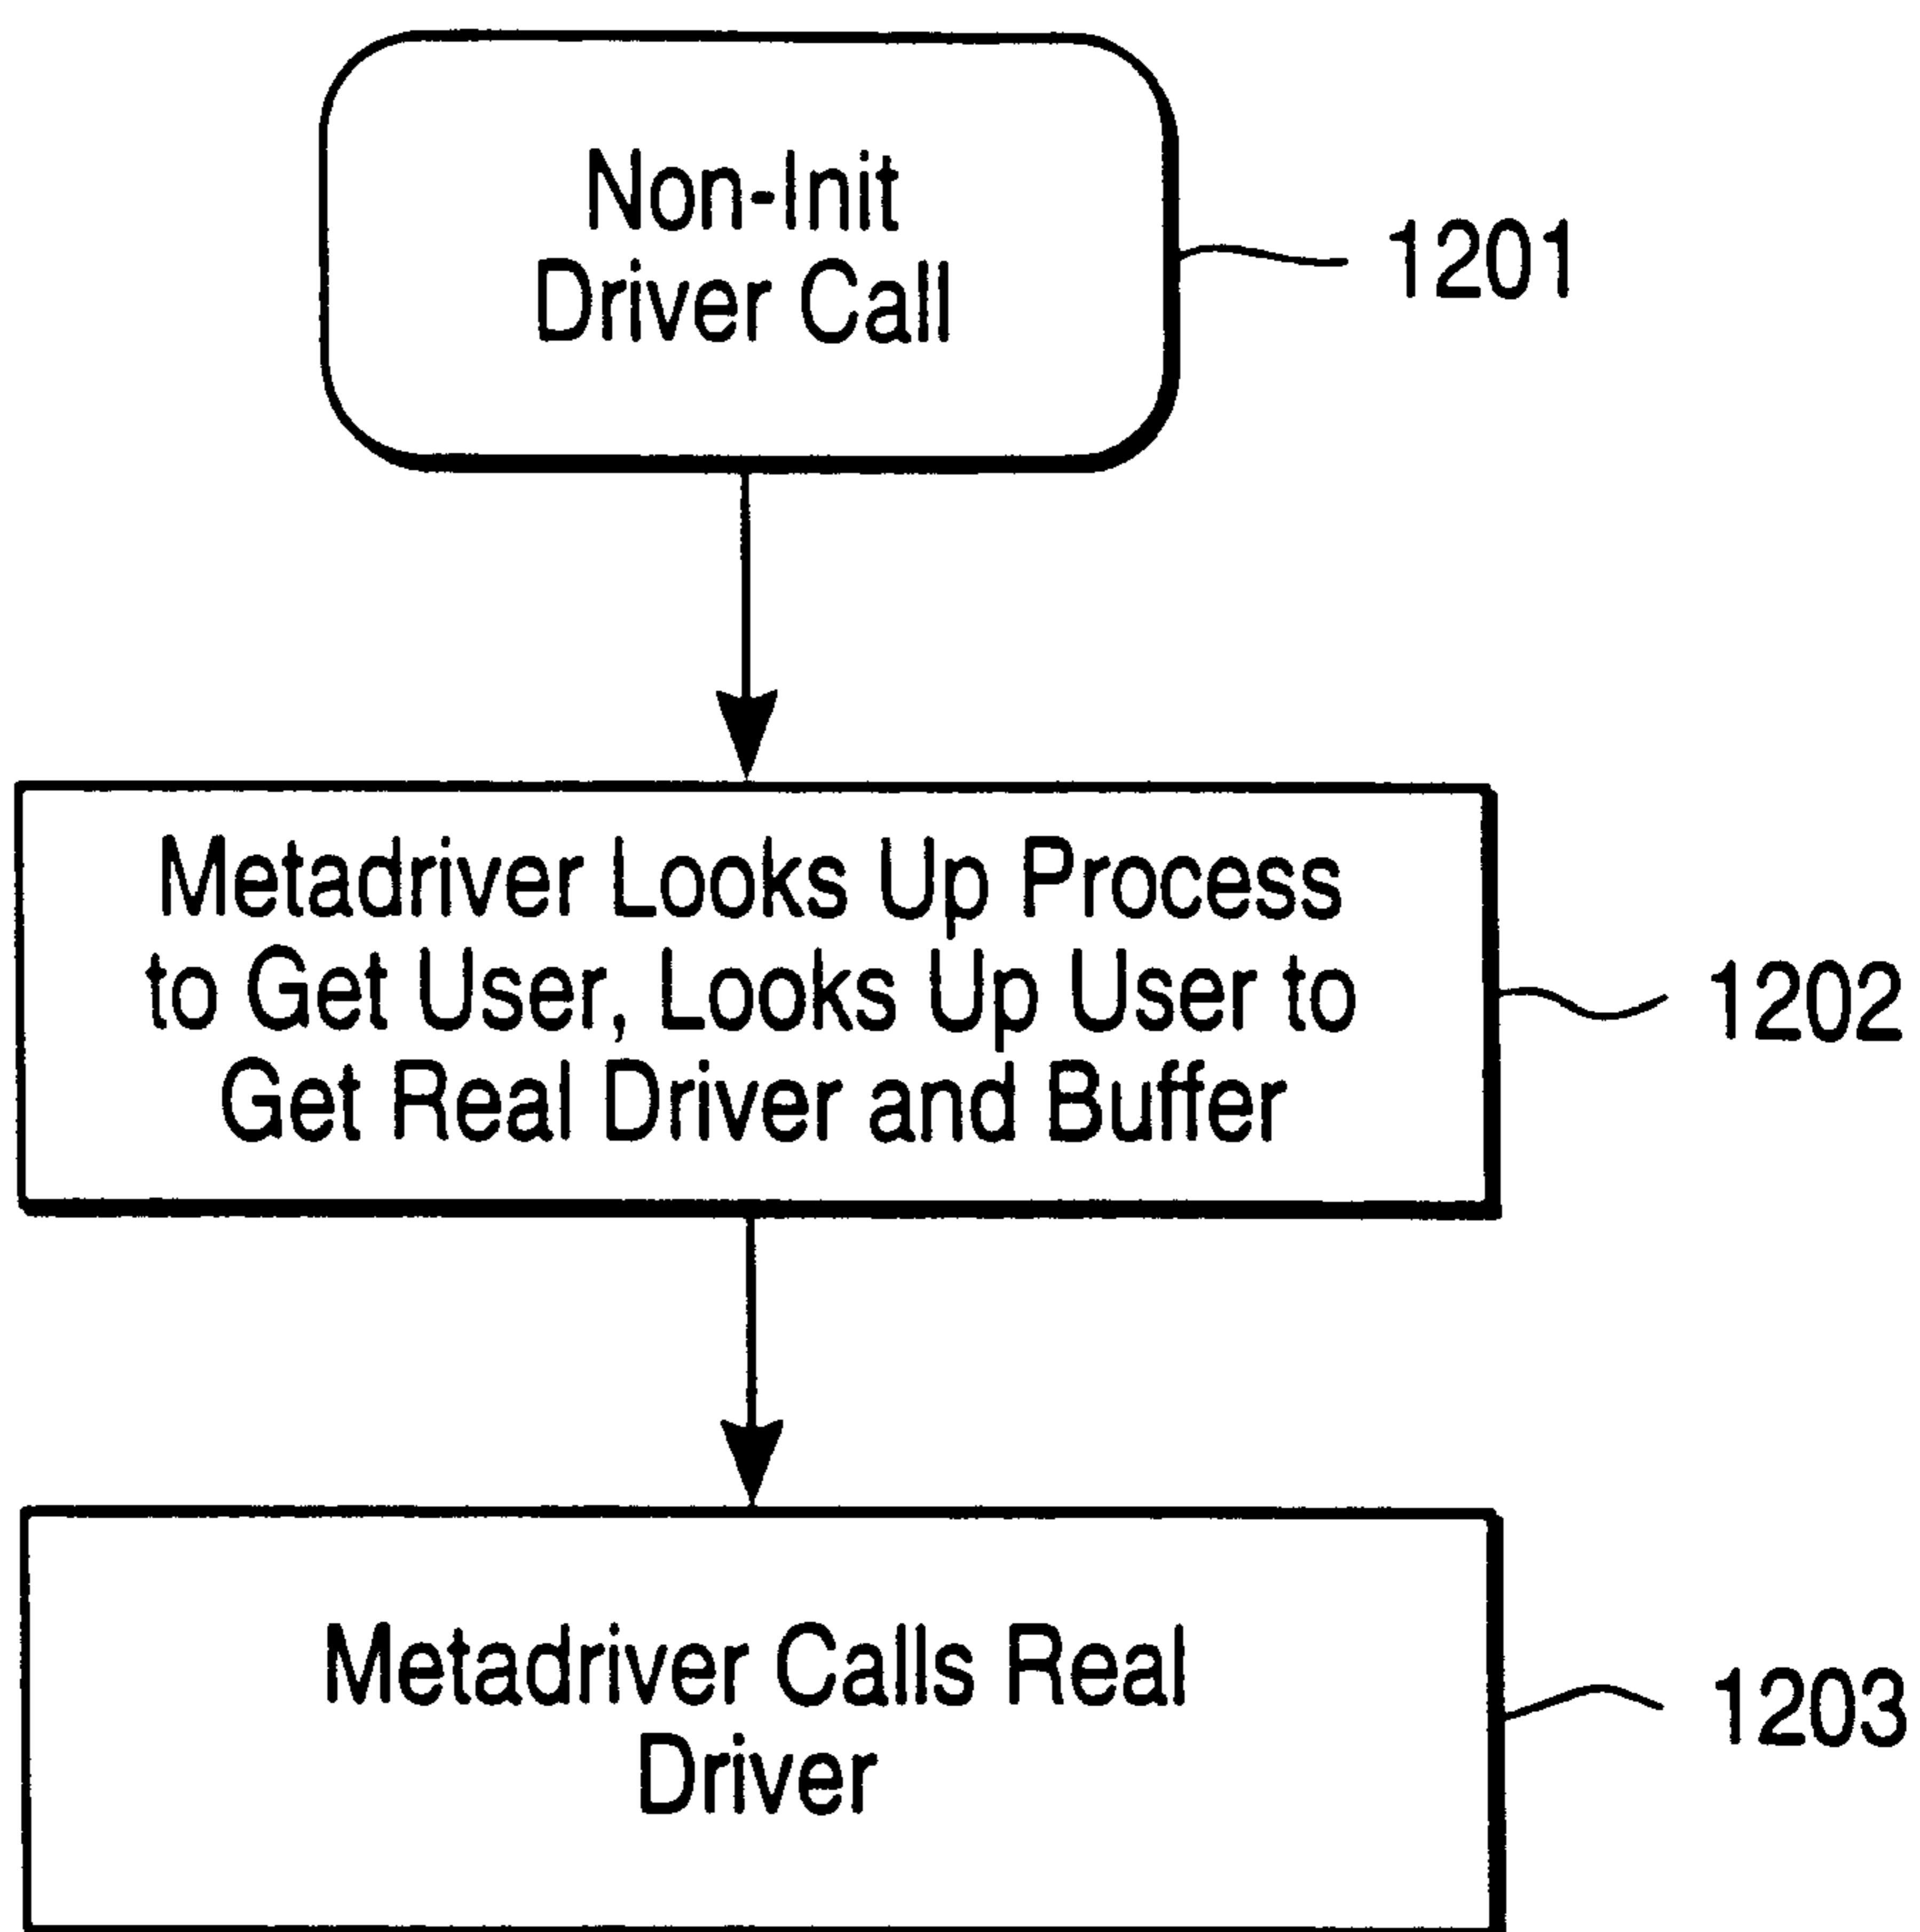 Non-Init
Driver Call
1201
Metadriver Looks Up Process
to Get User, Looks Up User to
Get Real Driver and Buffer
1202
Metadriver Calls Real
Driver
1203